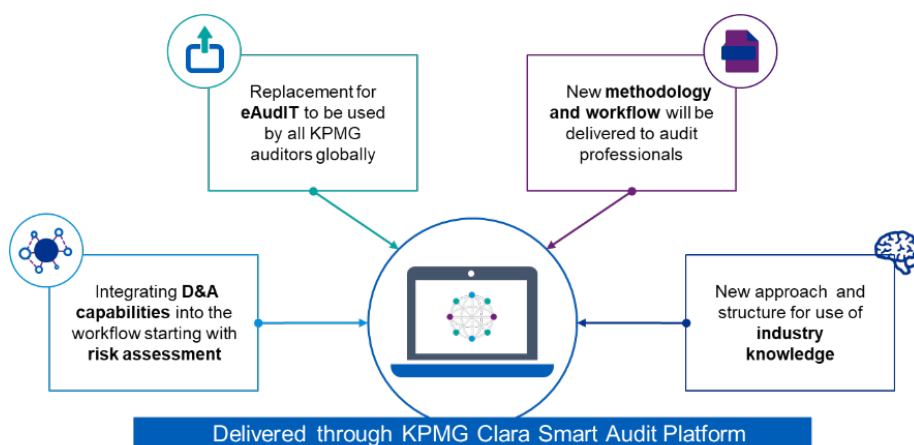 Replacement for
eAudIT to be used
by all KPMG
auditors globally
New methodology
and workflow will be
delivered to audit
professionals
Integrating D&A
capabilities into the
workflow starting with
risk assessment
New approach and
structure for use of
industry
knowledge
Delivered through KPMG Clara Smart Audit Platform